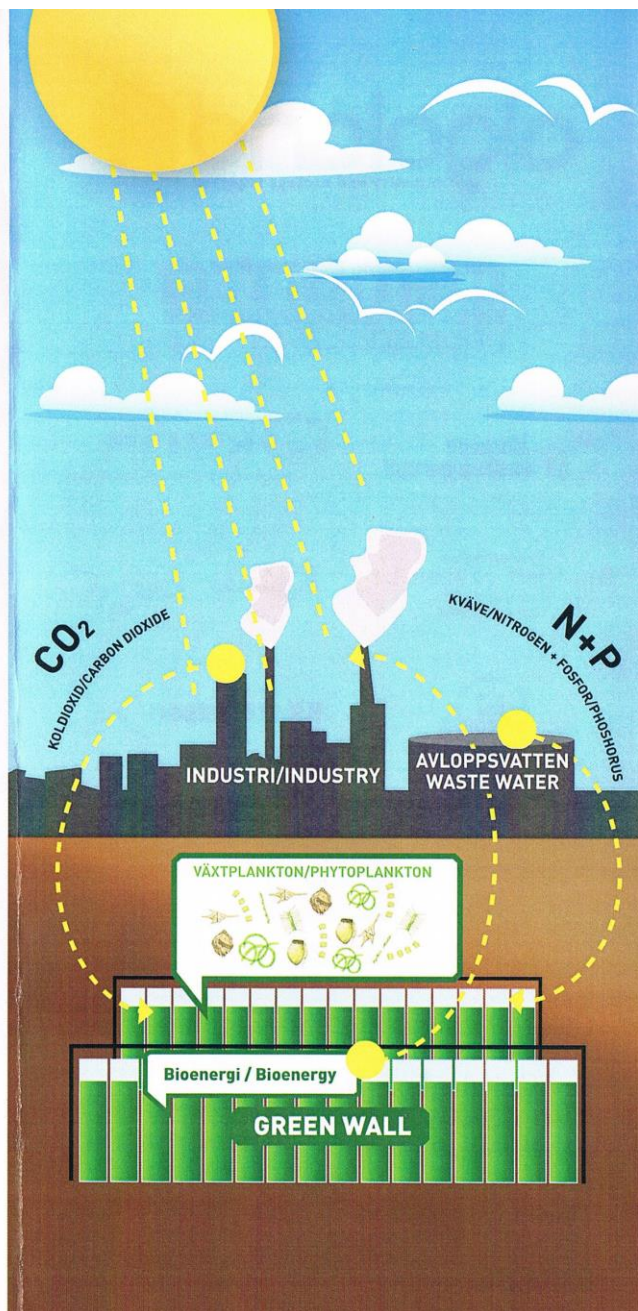 CO₂
KOLDIOXID/CARBON DIOXIDE
N+P
KVÄVE/NITROGEN + FOSFOR/PHOSHORUS
INDUSTRI/INDUSTRY
AVLOPPSVATTEN
WASTE WATER
VÄXTPLANKTON/PHYTOPLANKTON
Bioenergi / Bioenergy
GREEN WALL